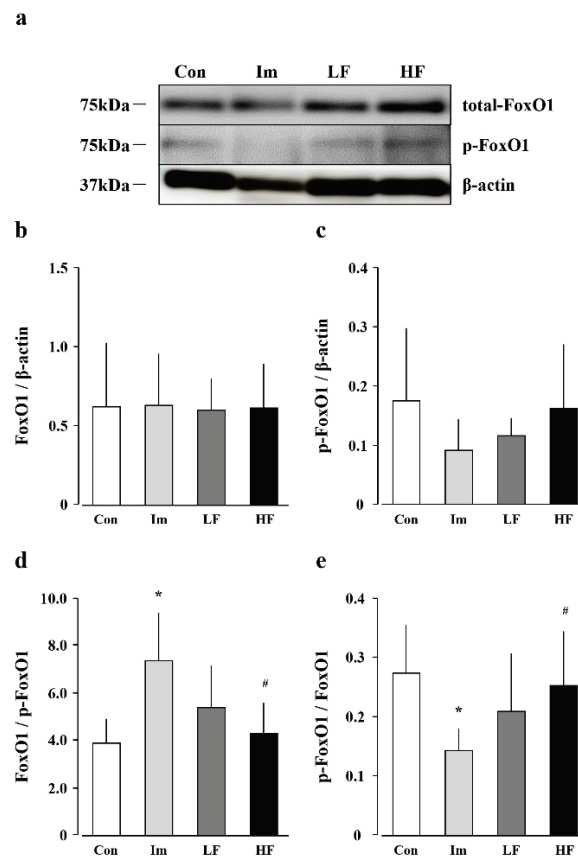 a
Con Im LF HF
75kDa total-FoxO1
75kDa p-FoxO1
37kDa β-actin
b
FoxO1 / β-actin
1.5
1.0
0.5
0
Con Im LF HF
c
p-FoxO1 / β-actin
0.4
0.3
0.2
0.1
0
Con Im LF HF
d
FoxO1 / p-FoxO1
10.0
8.0
6.0
4.0
2.0
0
*
#
Con Im LF HF
e
p-FoxO1 / FoxO1
0.4
0.3
0.2
0.1
0
*
#
Con Im LF HF